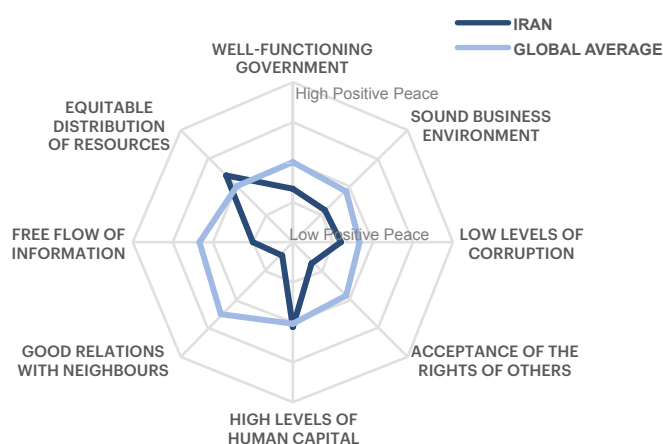 IRAN
GLOBAL AVERAGE
WELL-FUNCTIONING
GOVERNMENT
High Positive Peace
SOUND BUSINESS
ENVIRONMENT
EQUITABLE
DISTRIBUTION
OF RESOURCES
FREE FLOW OF
INFORMATION
Low Positive Peace
LOW LEVELS OF
CORRUPTION
GOOD RELATIONS
WITH NEIGHBOURS
ACCEPTANCE OF THE
RIGHTS OF OTHERS
HIGH LEVELS OF
HUMAN CAPITAL